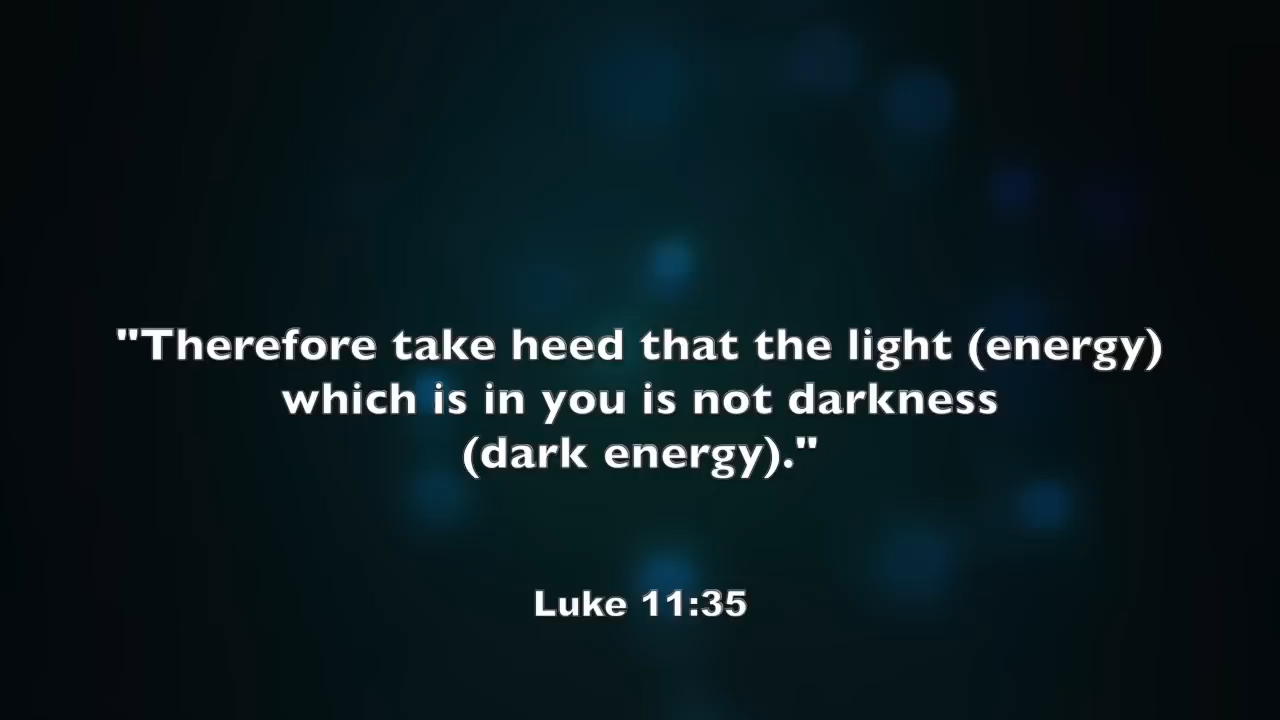 "Therefore take heed that the light (energy)
which is in you is not darkness
(dark energy)."
Luke 11:35